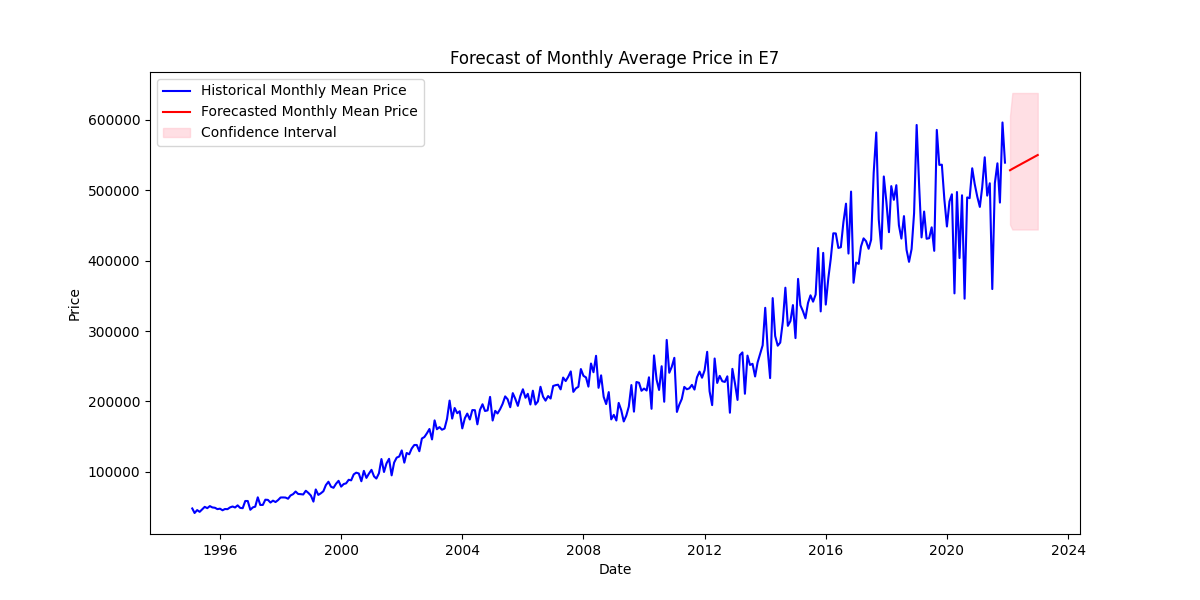 Forecast of Monthly Average Price in E7
Historical Monthly Mean Price
Forecasted Monthly Mean Price
Confidence Interval
Price
600000
500000
400000
300000
200000
100000
1996 2000 2004 2008 2012 2016 2020 2024
Date